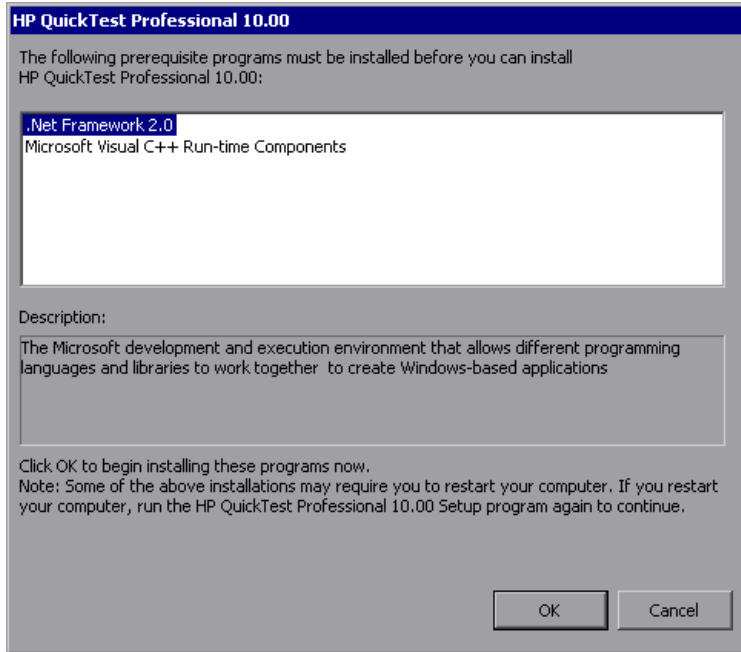 HP QuickTest Professional 10.00
The following prerequisite programs must be installed before you can install
HP QuickTest Professional 10.00:
.Net Framework 2.0
Microsoft Visual C++ Run-time Components
Description:
The Microsoft development and execution environment that allows different programming
languages and libraries to work together  to create Windows-based applications
Click OK to begin installing these programs now.
Note: Some of the above installations may require you to restart your computer. If you restart
your computer, run the HP QuickTest Professional 10.00 Setup program again to continue.
OK
Cancel